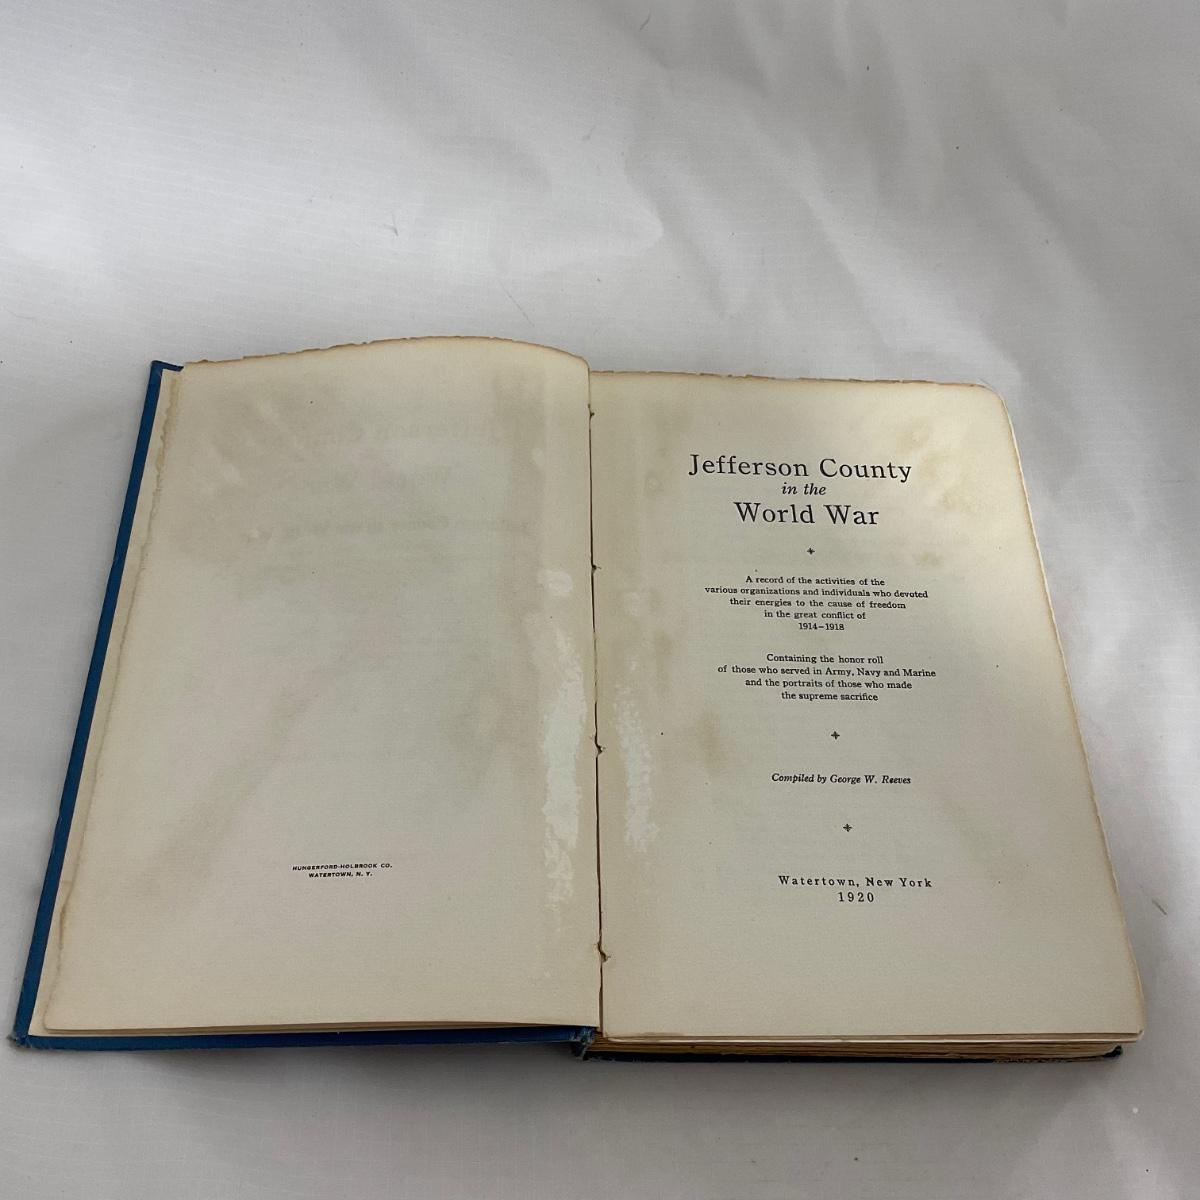 HUNGERFORD-HOLBROOK CO.
WATERTOWN, N. Y.
Jefferson County
in the
World War
A record of the activities of the
various organizations and individuals who devoted
their energies to the cause of freedom
in the great conflict of
1914–1918
Containing the honor roll
of those who served in Army, Navy and Marine
and the portraits of those who made
the supreme sacrifice
Compiled by George W. Reeves
Watertown, New York
1920